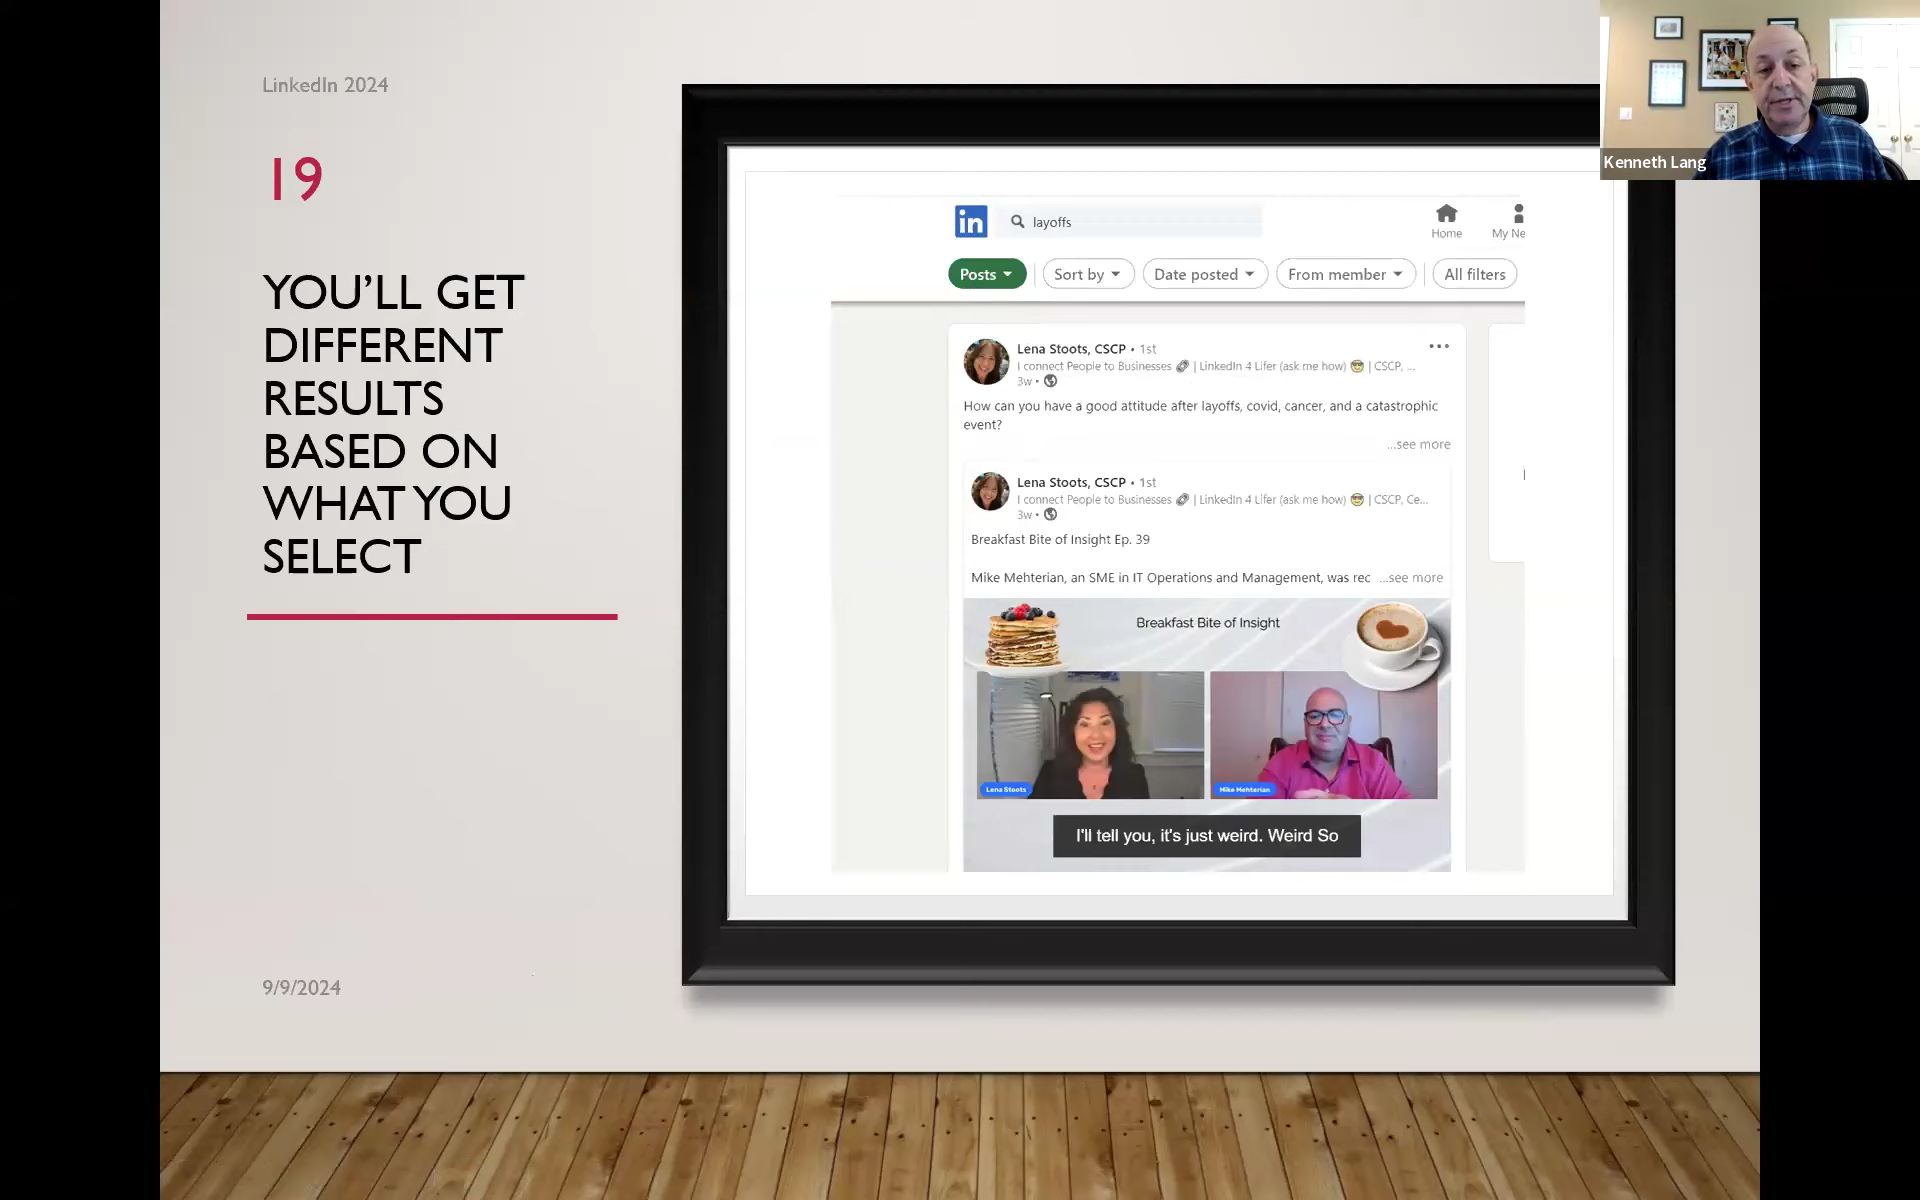 LinkedIn 2024
19
YOU'LL GET
DIFFERENT
RESULTS
BASED ON
WHAT YOU
SELECT
9/9/2024
in
layoffs
Home
My Ne
Posts
Sort by
Date posted
From member
All filters
Lena Stoots, CSCP • 1st
I connect People to Businesses | LinkedIn 4 Lifer (ask me how) 😎 | CSCP, ...
3w •
How can you have a good attitude after layoffs, covid, cancer, and a catastrophic
event?
...see more
Lena Stoots, CSCP • 1st
I connect People to Businesses | LinkedIn 4 Lifer (ask me how) 😎 | CSCP, Ce...
3w •
Breakfast Bite of Insight Ep. 39
Mike Mehterian, an SME in IT Operations and Management, was rec ...see more
Breakfast Bite of Insight
Lena Stoots
Mike Mehterian
I'll tell you, it's just weird. Weird So
Kenneth Lang